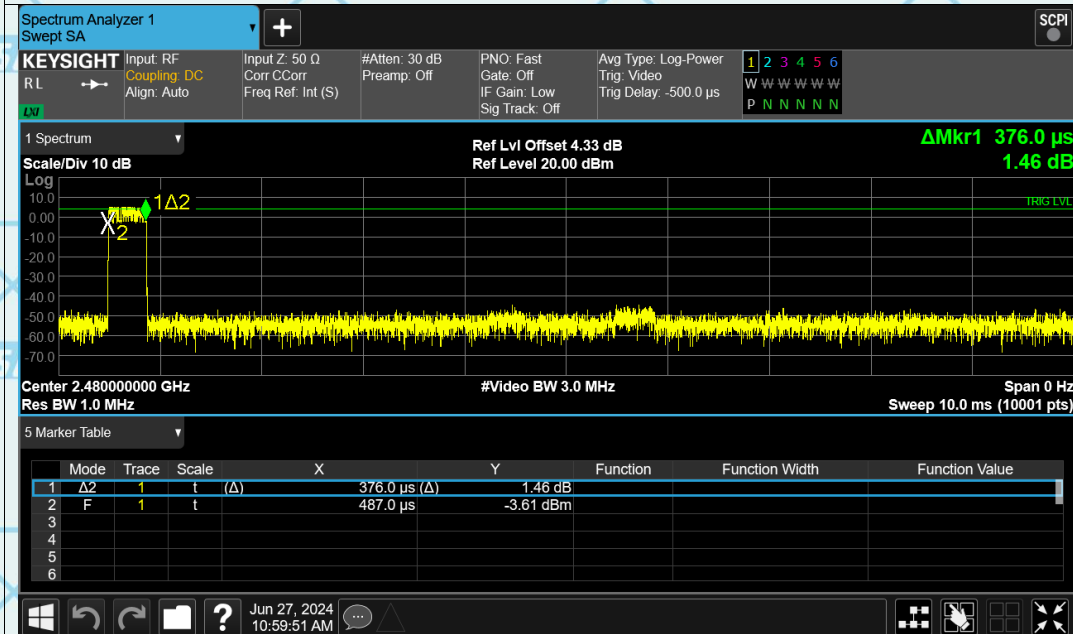 Spectrum Analyzer 1
Swept SA
+
SCPI
KEYSIGHT Input: RF Input Z: 50 Ω #Atten: 30 dB PNO: Fast Avg Type: Log-Power 1 2 3 4 5 6
RL Coupling: DC Corr CCorr Preamp: Off Gate: Off Trig: Video W W W W W W
Align: Auto Freq Ref: Int (S) IF Gain: Low Trig Delay: -500.0 µs
LXI Sig Track: Off P N N N N N
1 Spectrum Ref Lvl Offset 4.33 dB ΔMkr1 376.0 µs
Scale/Div 10 dB Ref Level 20.00 dBm 1.46 dB
Log
10.0 1Δ2 TRIG LVL
0.00 X 2
-10.0
-20.0
-30.0
-40.0
-50.0
-60.0
-70.0
Center 2.480000000 GHz #Video BW 3.0 MHz Span 0 Hz
Res BW 1.0 MHz Sweep 10.0 ms (10001 pts)
5 Marker Table
Mode Trace Scale X Y Function Function Width Function Value
1 Δ2 1 t (Δ) 376.0 µs (Δ) 1.46 dB
2 F 1 t 487.0 µs -3.61 dBm
3
4
5
6
? Jun 27, 2024
10:59:51 AM